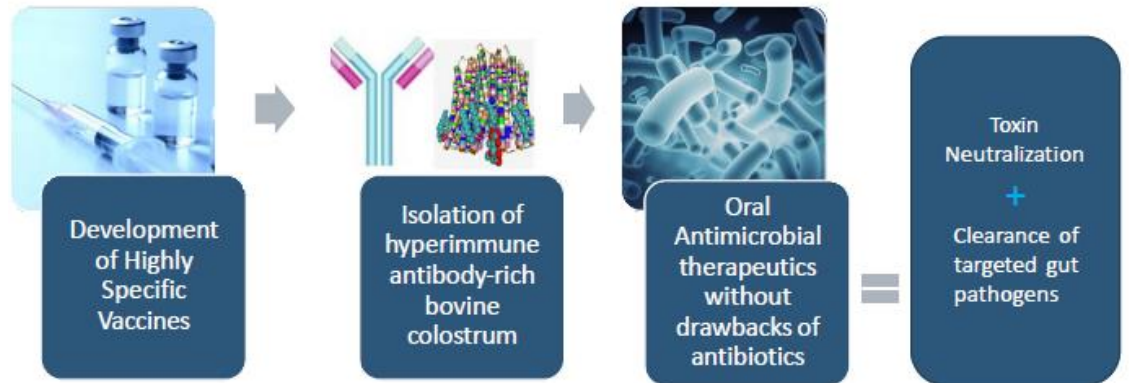 Development
of Highly
Specific
Vaccines
Isolation of
hyperimmune
antibody-rich
bovine
colostrum
Oral
Antimicrobial
therapeutics
without
drawbacks of
antibiotics
=
Toxin
Neutralization
+
Clearance of
targeted gut
pathogens